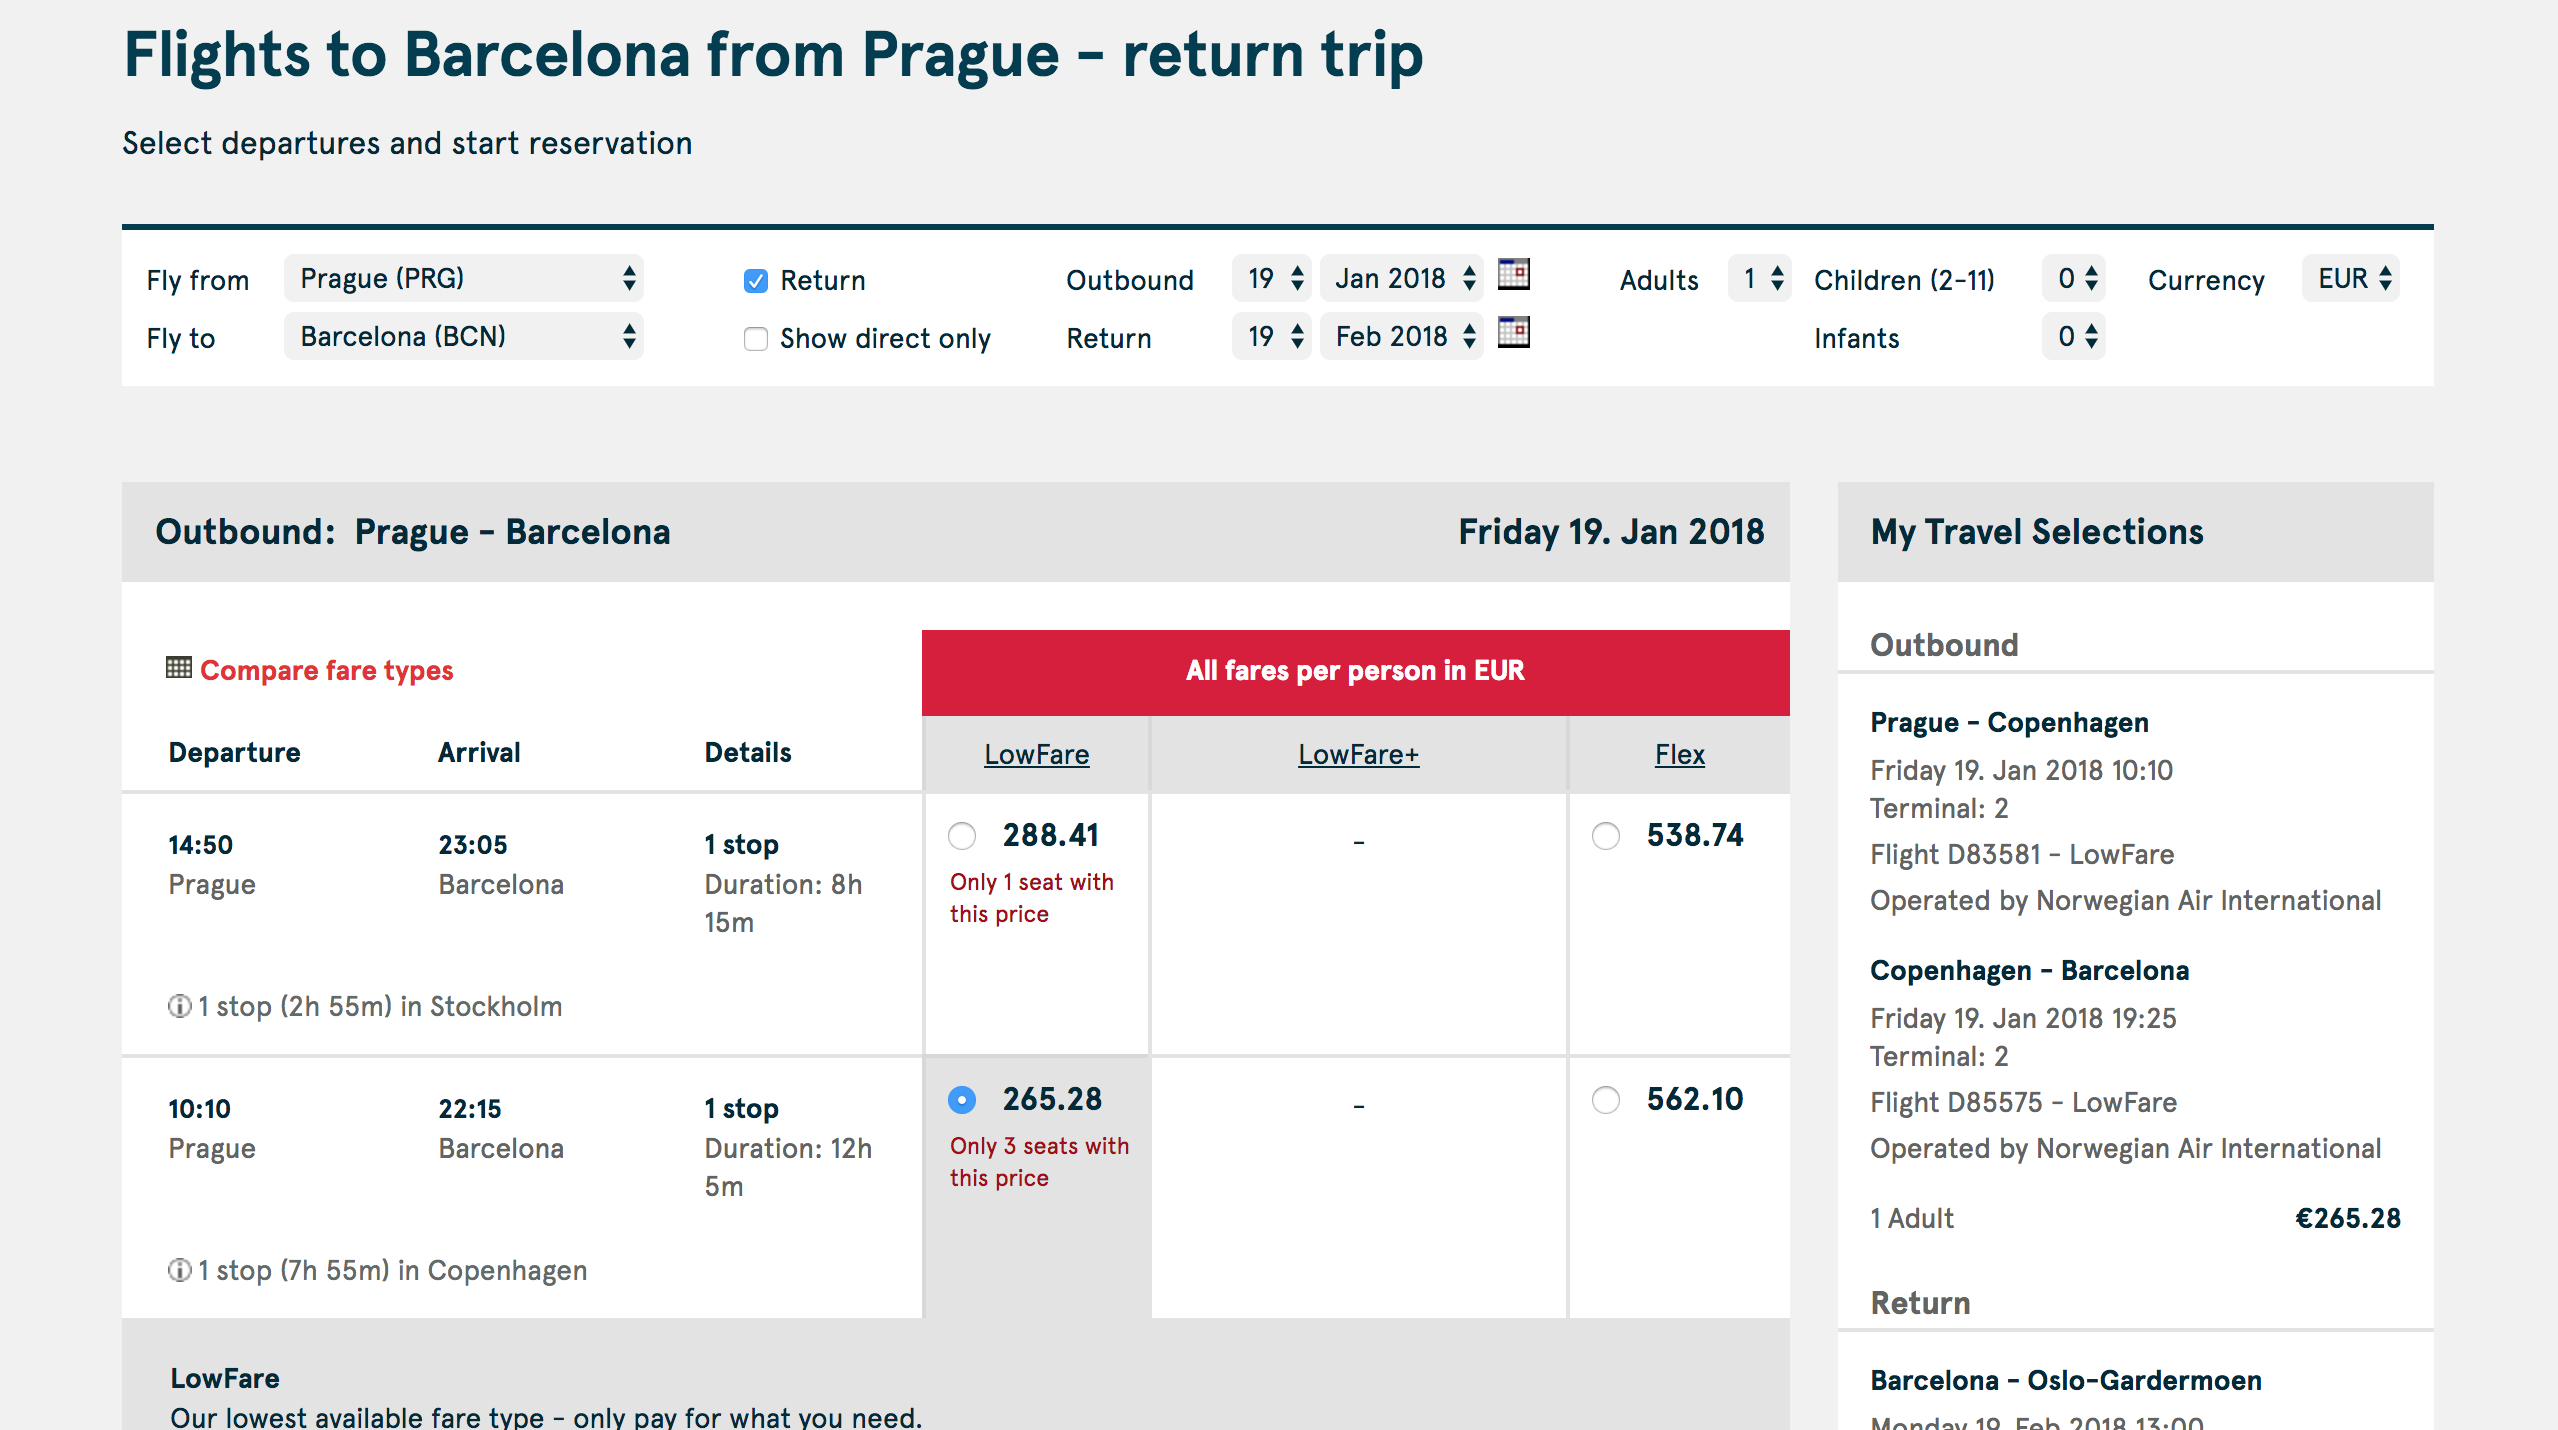 Flights to Barcelona from Prague – return trip
Select departures and start reservation
Fly from Prague (PRG) Return Outbound 19 Jan 2018 Adults 1 Children (2-11) 0 Currency EUR
Fly to Barcelona (BCN) Show direct only Return 19 Feb 2018 Infants 0
Outbound: Prague – Barcelona Friday 19. Jan 2018
Compare fare types All fares per person in EUR
Departure Arrival Details LowFare LowFare+ Flex
14:50 23:05 1 stop 288.41 – 538.74
Prague Barcelona Duration: 8h 15m
Only 1 seat with
this price
1 stop (2h 55m) in Stockholm
10:10 22:15 1 stop 265.28 – 562.10
Prague Barcelona Duration: 12h 5m
Only 3 seats with
this price
1 stop (7h 55m) in Copenhagen
LowFare
Our lowest available fare type – only pay for what you need.
My Travel Selections
Outbound
Prague – Copenhagen
Friday 19. Jan 2018 10:10
Terminal: 2
Flight D83581 – LowFare
Operated by Norwegian Air International
Copenhagen – Barcelona
Friday 19. Jan 2018 19:25
Terminal: 2
Flight D85575 – LowFare
Operated by Norwegian Air International
1 Adult €265.28
Return
Barcelona – Oslo-Gardermoen
Monday 19. Feb 2018 13:00